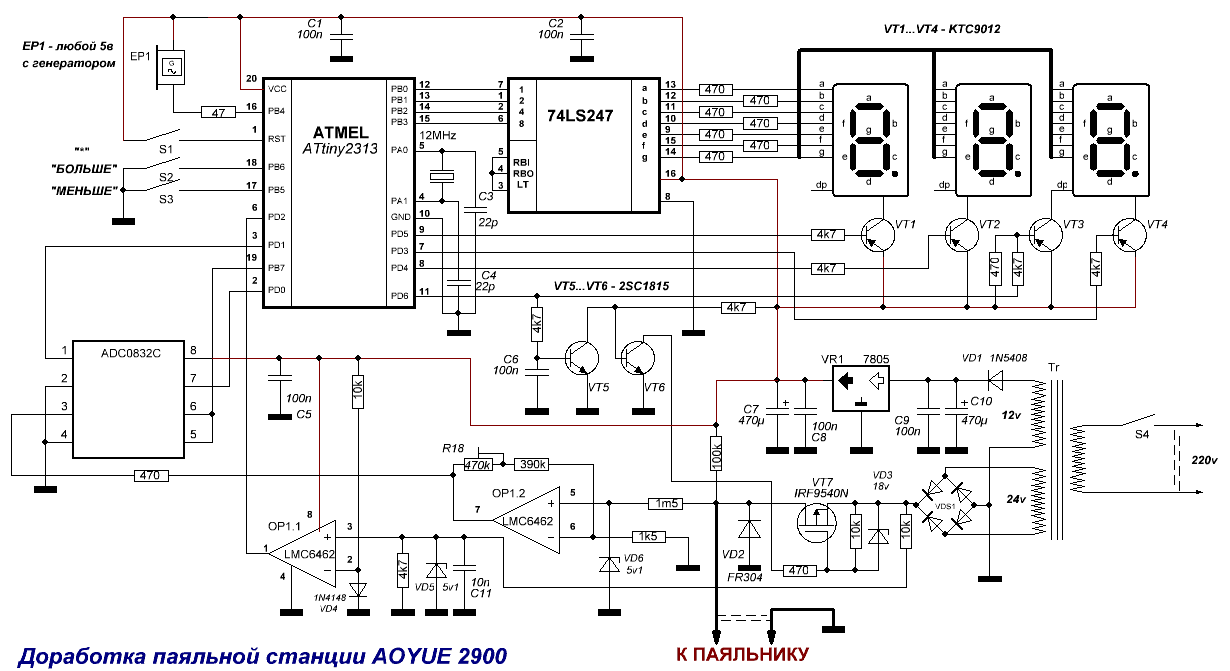 EP1 - любой 5в
с генератором
EP1
G
C1
100n
C2
100n
VT1...VT4 - KTC9012
47
20
16
1
18
17
6
3
19
2
VCC
PB4
RST
PB6
PB5
PD2
PD1
PB7
PD0
ATMEL
ATtiny2313
PB0
PB1
PB2
PB3
PA0
PA1
GND
PD5
PD3
PD4
PD6
12
13
14
15
5
4
10
9
7
8
11
12MHz
C3
22p
C4
22p
"*"
"БОЛЬШЕ"
"МЕНЬШЕ"
S1
S2
S3
7
1
2
6
5
4
3
1
2
4
8
RBI
RBO
LT
74LS247
a
b
c
d
e
f
g
13
12
11
10
9
15
14
16
8
470
470
470
470
470
470
470
a
b
c
d
e
f
g
dp
a
b
c
d
e
f
g
a
b
c
d
e
f
g
dp
a
b
c
d
e
f
g
a
b
c
d
e
f
g
dp
a
b
c
d
e
f
g
VT1
VT2
VT3
VT4
4k7
4k7
470
4k7
4k7
VT5...VT6 - 2SC1815
4k7
4k7
C6
100n
VT5
VT6
ADC0832C
1
2
3
4
8
7
6
5
100n
C5
10k
470
R18
470k
390k
OP1.2
LMC6462
7
5
6
+
−
1m5
1k5
100k
OP1.1
LMC6462
8
1
3
2
4
+
−
1N4148
VD4
4k7
VD5
5v1
10n
C11
VD6
5v1
VR1
7805
C7
470µ
+
100n
C8
C9
100n
C10
470µ
+
VD1
1N5408
Tr
12v
24v
S4
220v
VT7
IRF9540N
VD3
18v
VDS1
10k
10k
VD2
FR304
470
Доработка паяльной станции AOYUE 2900
К ПАЯЛЬНИКУ